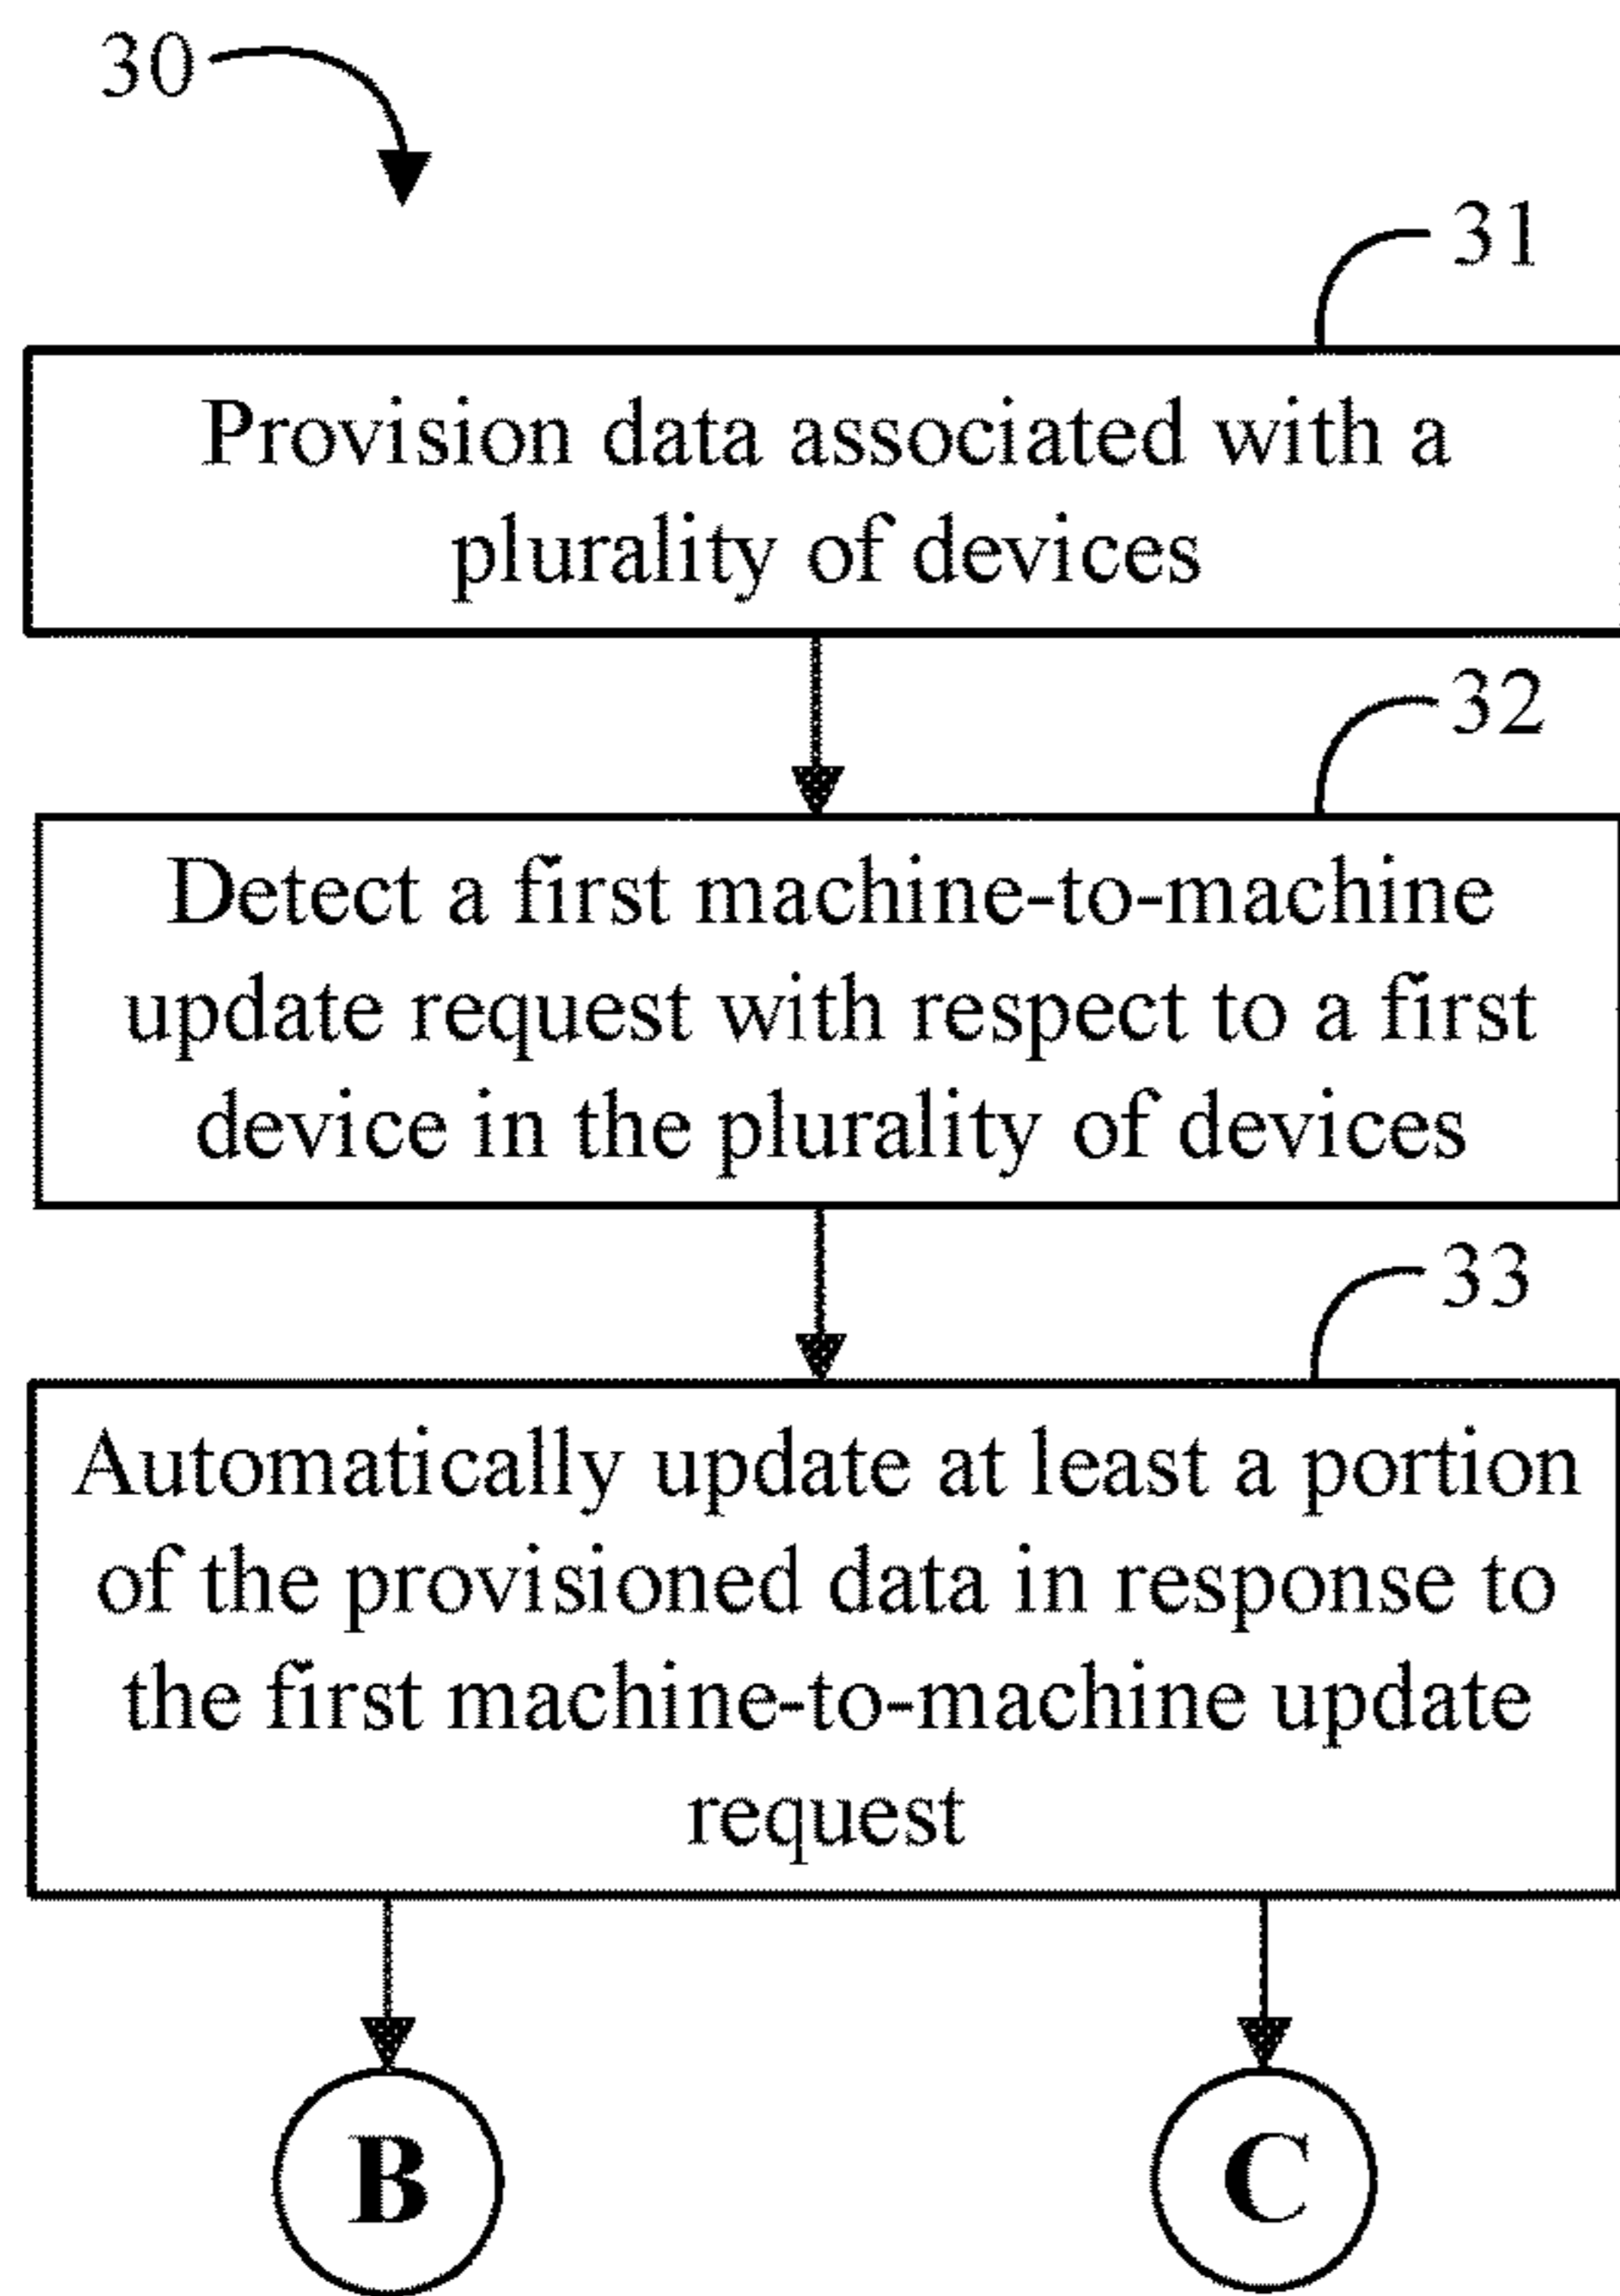 30
31
Provision data associated with a
plurality of devices
32
Detect a first machine-to-machine
update request with respect to a first
device in the plurality of devices
33
Automatically update at least a portion
of the provisioned data in response to
the first machine-to-machine update
request
B
C